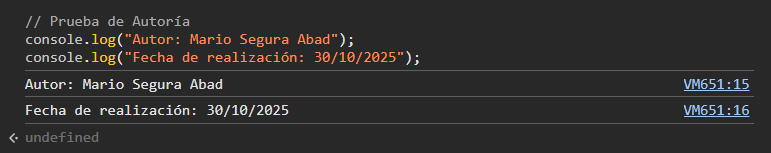 // Prueba de Autoría
console.log("Autor: Mario Segura Abad");
console.log("Fecha de realización: 30/10/2025");
Autor: Mario Segura Abad VM651:15
Fecha de realización: 30/10/2025 VM651:16
undefined